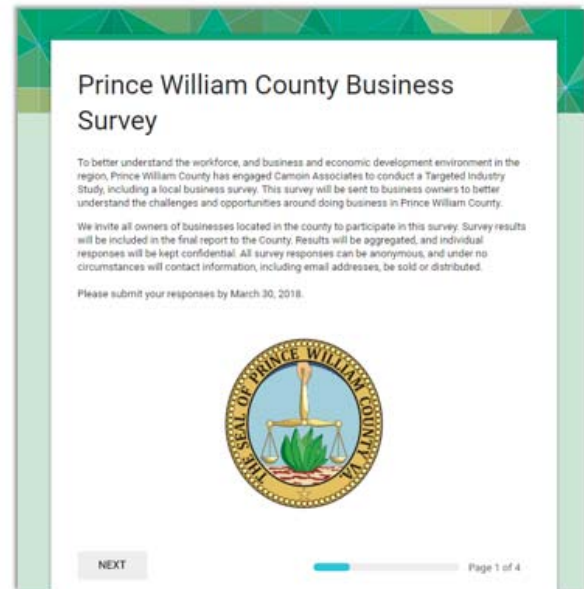 Prince William County Business
Survey
To better understand the workforce, and business and economic development environment in the
region, Prince William County has engaged Camoin Associates to conduct a Targeted Industry
Study, including a local business survey. This survey will be sent to business owners to better
understand the challenges and opportunities around doing business in Prince William County.
We invite all owners of businesses located in the county to participate in this survey. Survey results
will be included in the final report to the County. Results will be aggregated, and individual
responses will be kept confidential. All survey responses can be anonymous, and under no
circumstances will contact information, including email addresses, be sold or distributed.
Please submit your responses by March 30, 2018.
THE SEAL OF PRINCE WILLIAM COUNTY VA.
NEXT
Page 1 of 4